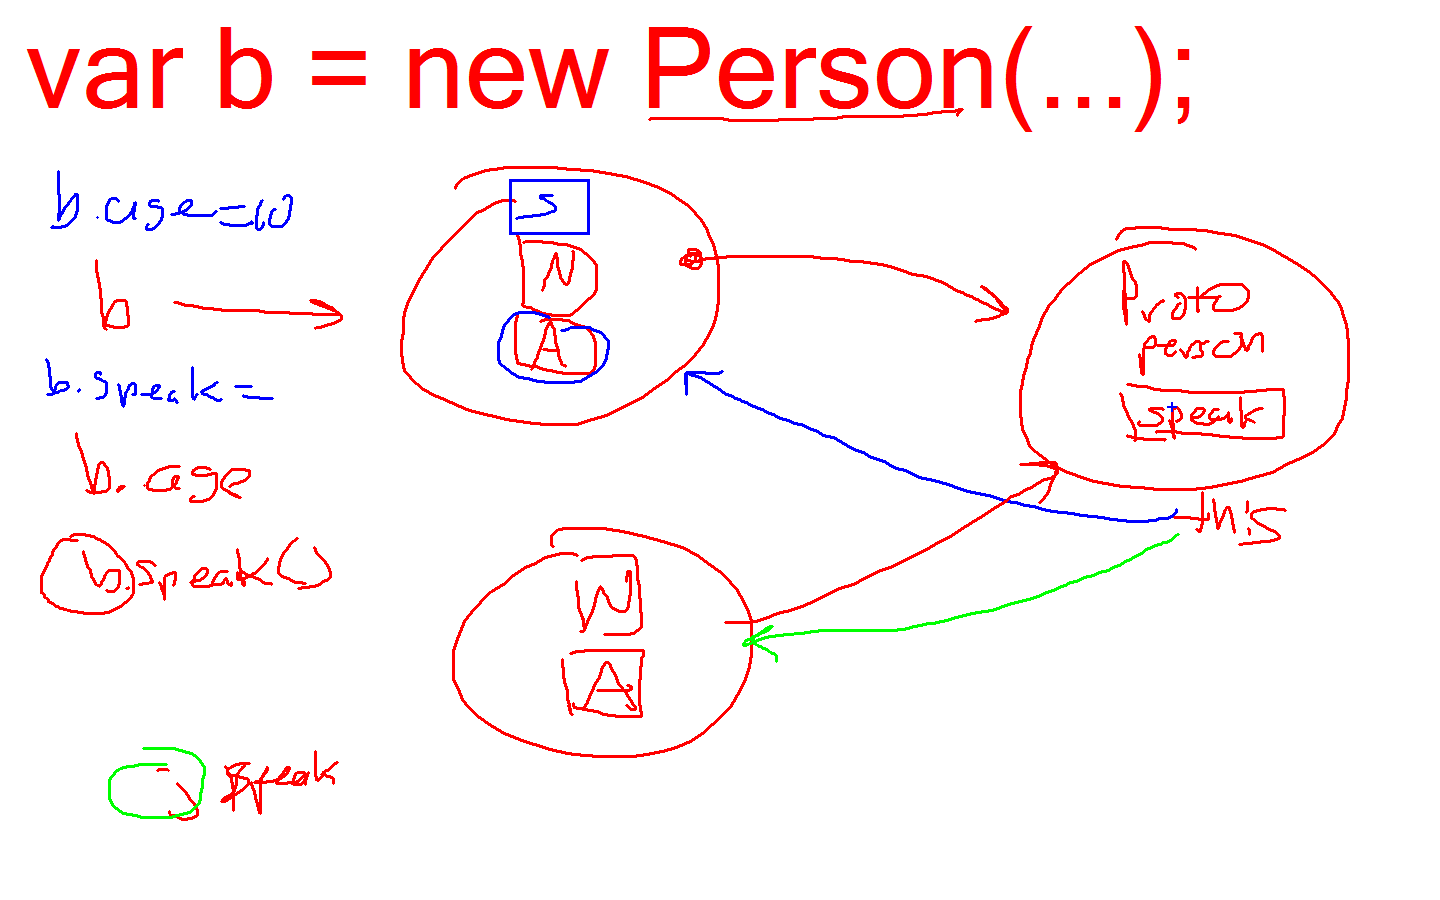 var b = new Person(...);
b.age=10
b
b.speak=
b.age
b.speak()
S
N
A
Proto
person
speak
this
N
A
speak